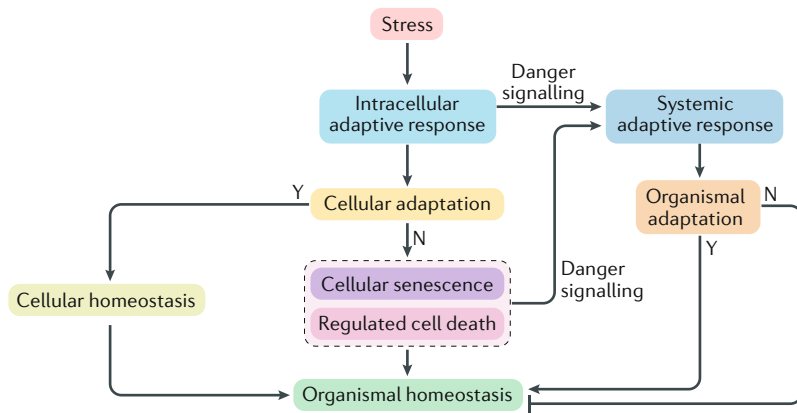 Stress
Danger
signalling
Intracellular
adaptive response
Systemic
adaptive response
Y
Cellular adaptation
Organismal
adaptation
N
N
Y
Cellular senescence
Danger
signalling
Cellular homeostasis
Regulated cell death
Organismal homeostasis